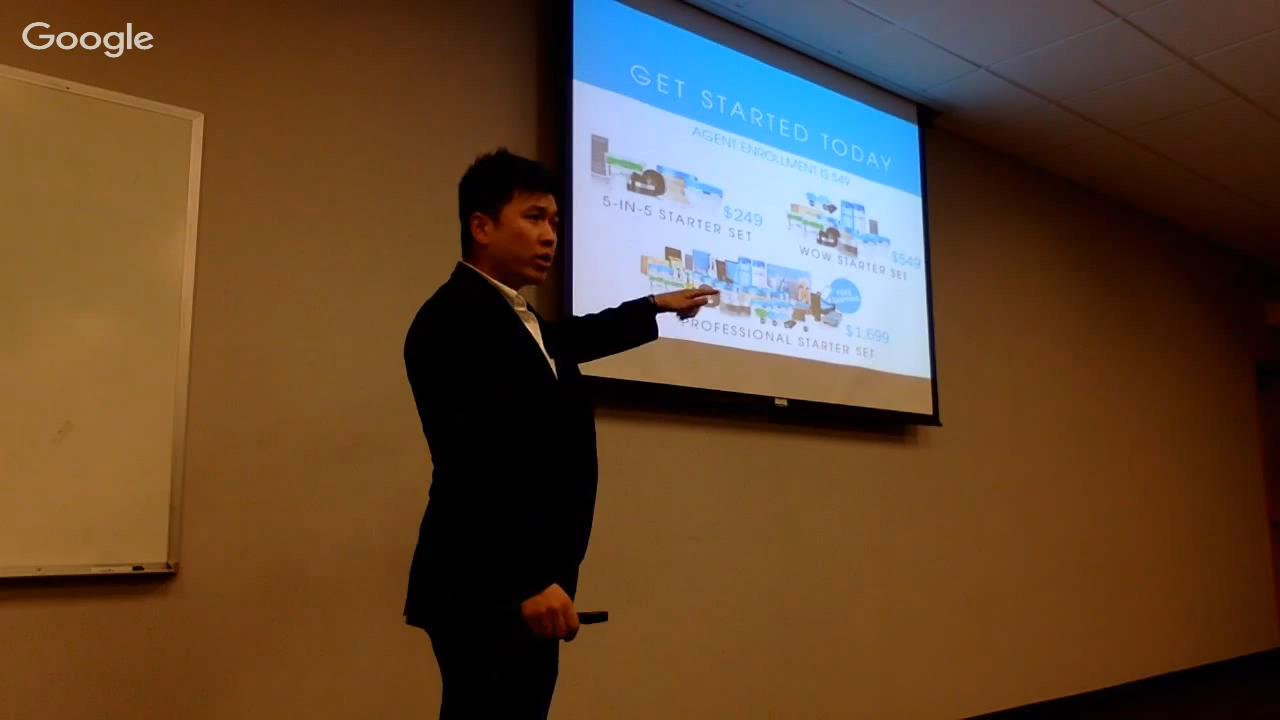 Google
GET STARTED TODAY
AGENT ENROLLMENT IS $49
$249
5-IN-5 STARTER SET
$549
WOW STARTER SET
FREE
$1,699
PROFESSIONAL STARTER SET